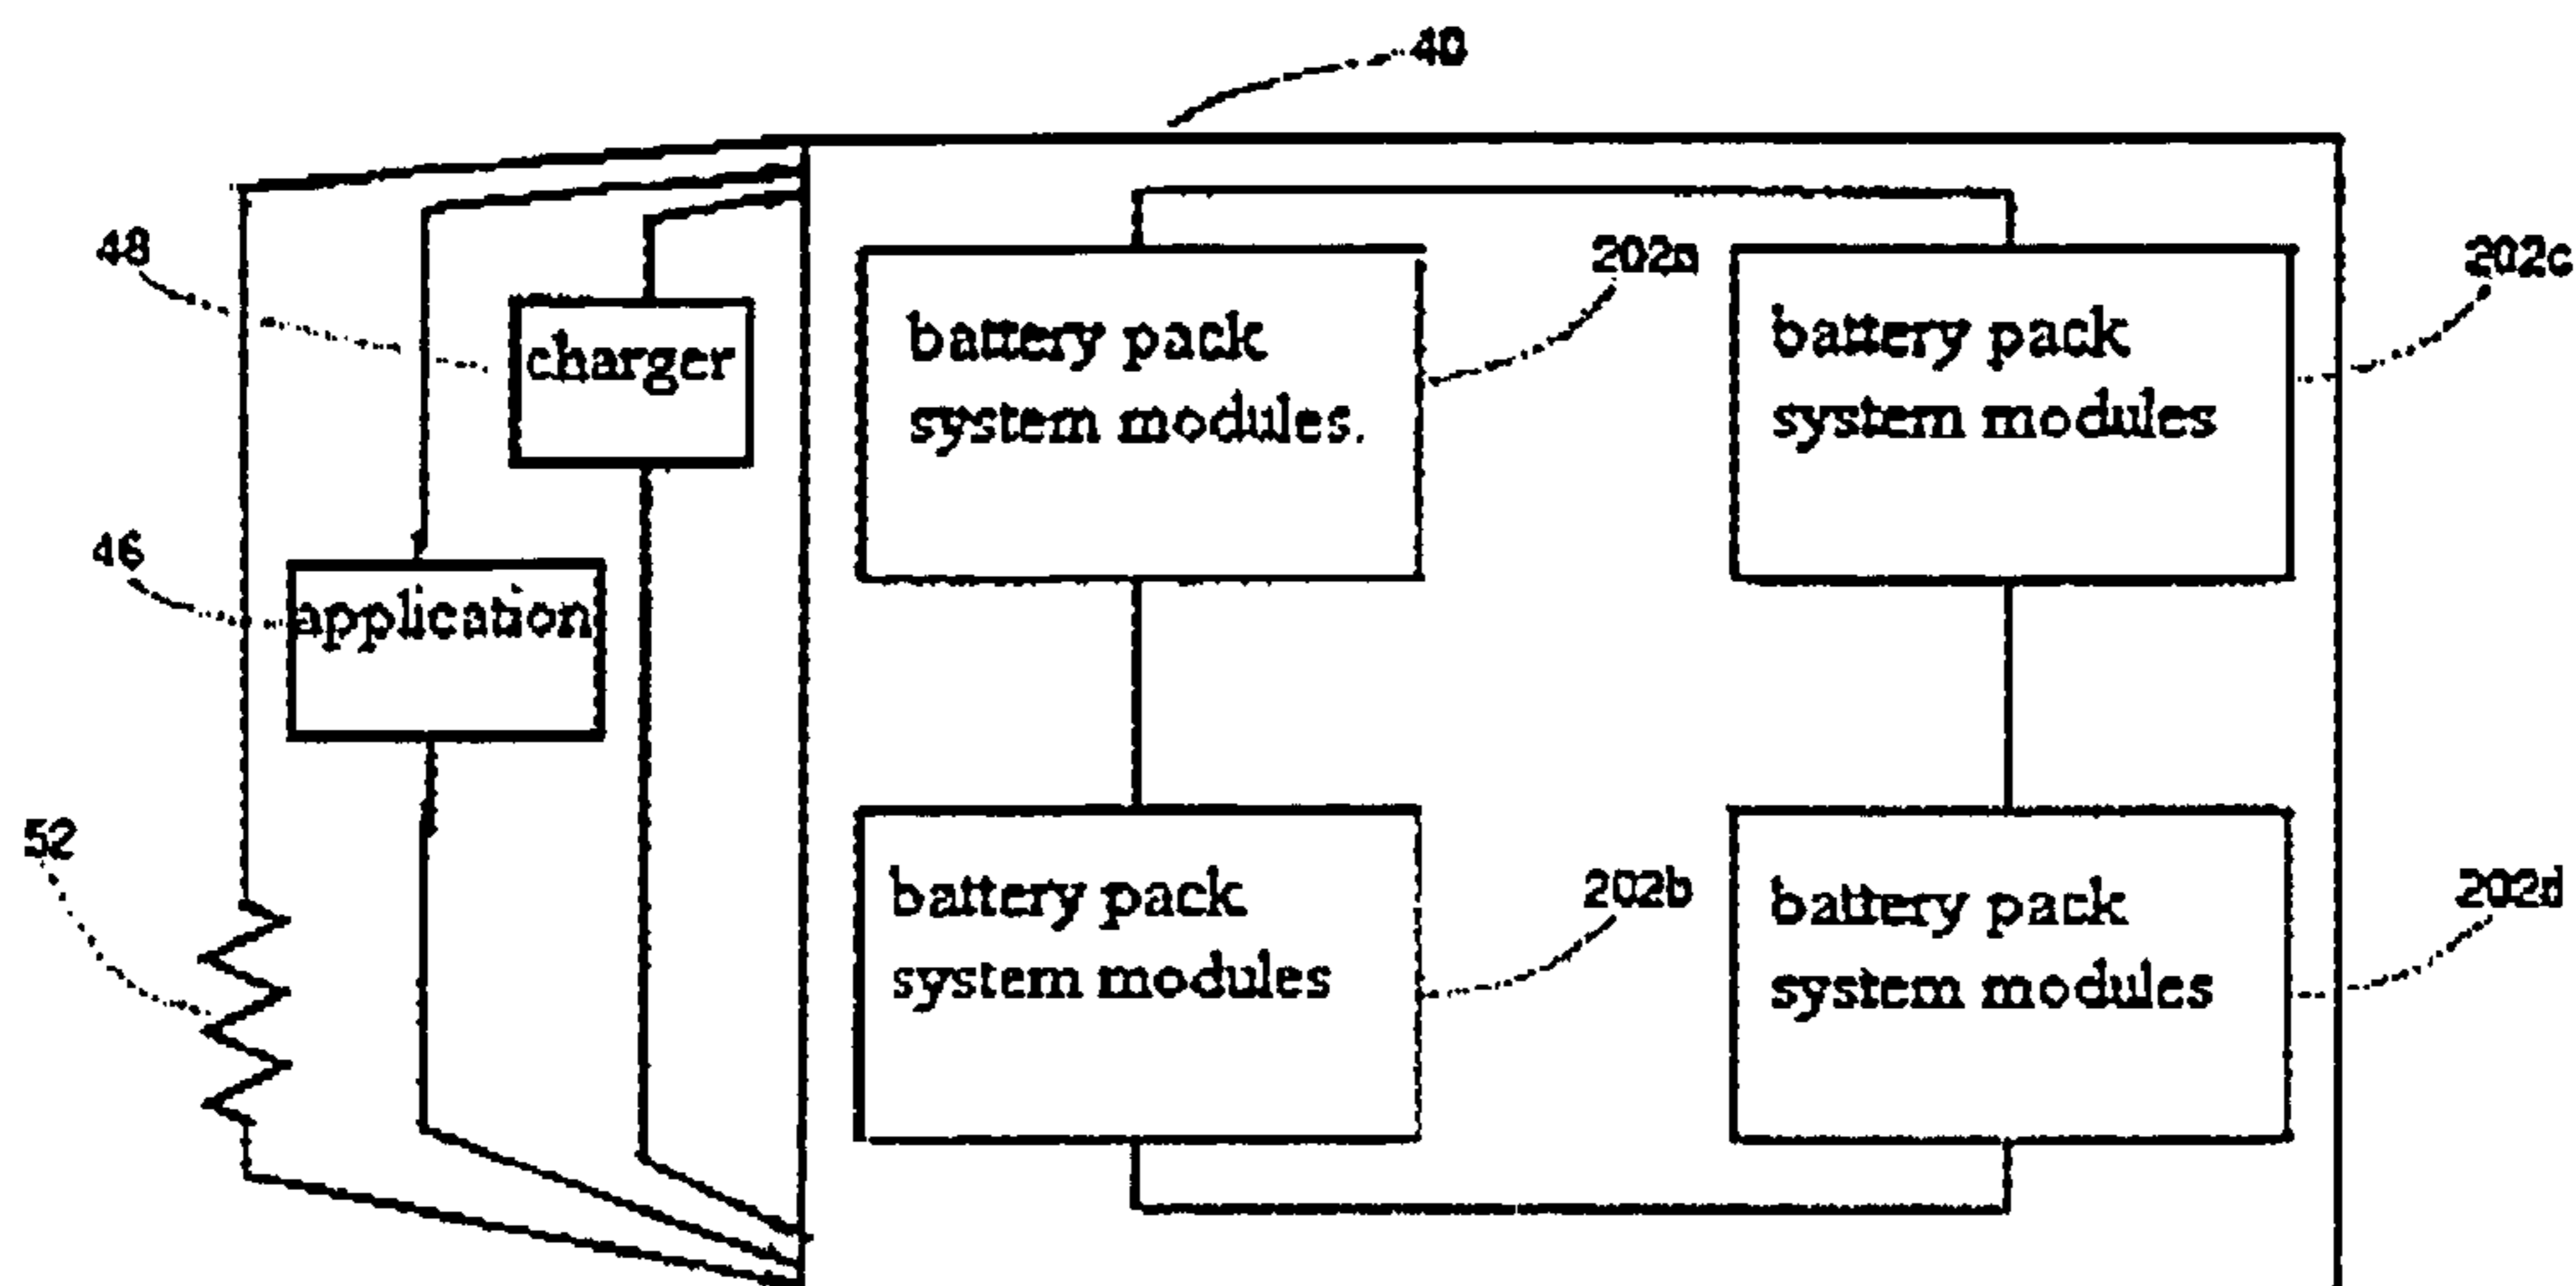 40
48
charger
202a
202c
battery pack
system modules.
battery pack
system modules
46
application
52
202b
202d
battery pack
system modules
battery pack
system modules